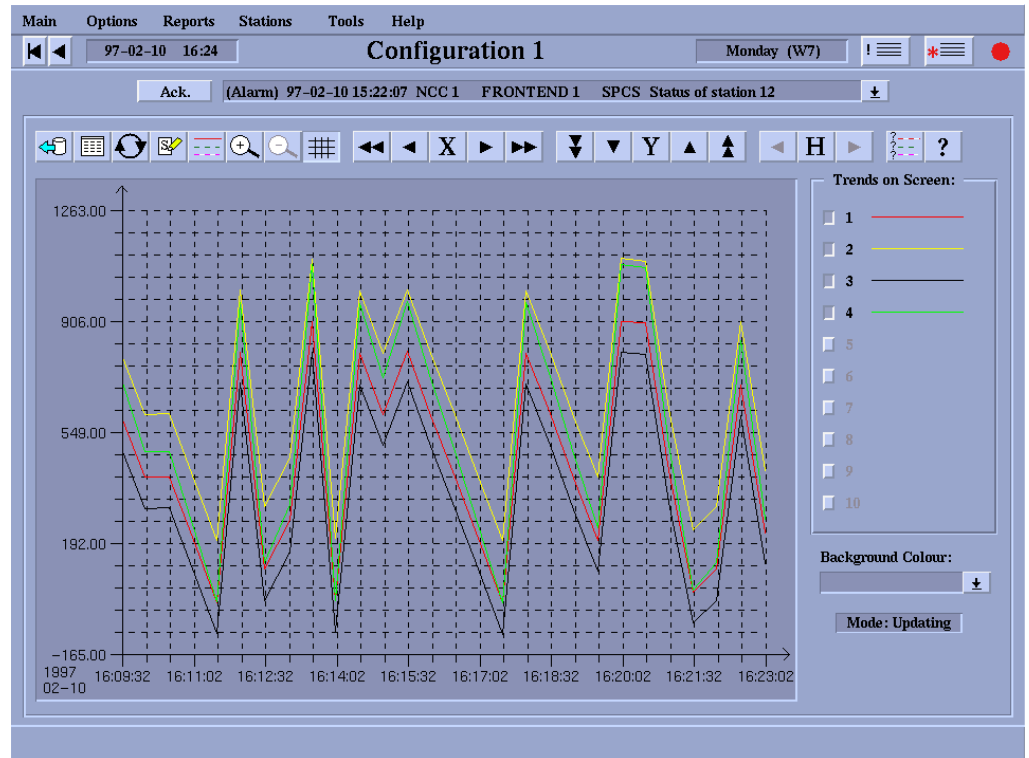 Main Options Reports Stations Tools Help
97-02-10 16:24 Configuration 1 Monday (W7) ! *
Ack. (Alarm) 97-02-10 15:22:07 NCC 1 FRONTEND 1 SPCS Status of station 12
S X Y H ? ? ? ?
Trends on Screen:
1263.00
1
2
3
906.00 4
5
6
7
549.00 8
9
10
192.00
Background Colour:
Mode: Updating
-165.00
1997 16:09:32 16:11:02 16:12:32 16:14:02 16:15:32 16:17:02 16:18:32 16:20:02 16:21:32 16:23:02
02-10